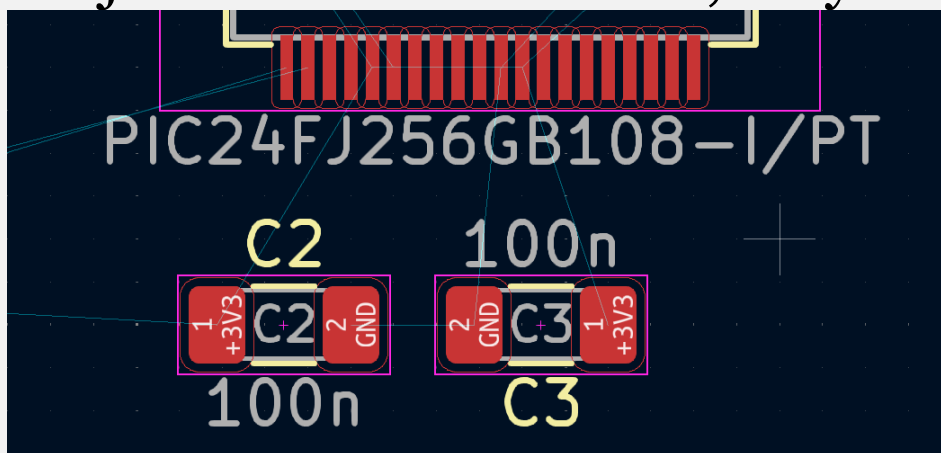 PIC24FJ256GB108-I/PT
C2
100n
1
+3V3
C2
2
GND
2
GND
C3
1
+3V3
100n
C3